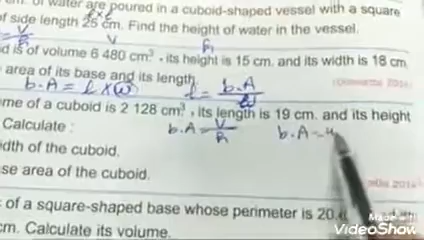 of water are poured in a cuboid-shaped vessel with a square
of side length 25 cm. Find the height of water in the vessel.
V
h
d is of volume 6 480 cm³, its height is 15 cm. and its width is 18 cm.
area of its base and its length.
b.A = l × w
l = b.A / w
me of a cuboid is 2 128 cm³, its length is 19 cm. and its height
Calculate :
b.A = V / h
b.A =
idth of the cuboid.
se area of the cuboid.
of a square-based base whose perimeter is 20.
cm. Calculate its volume.
Made with
VideoShow